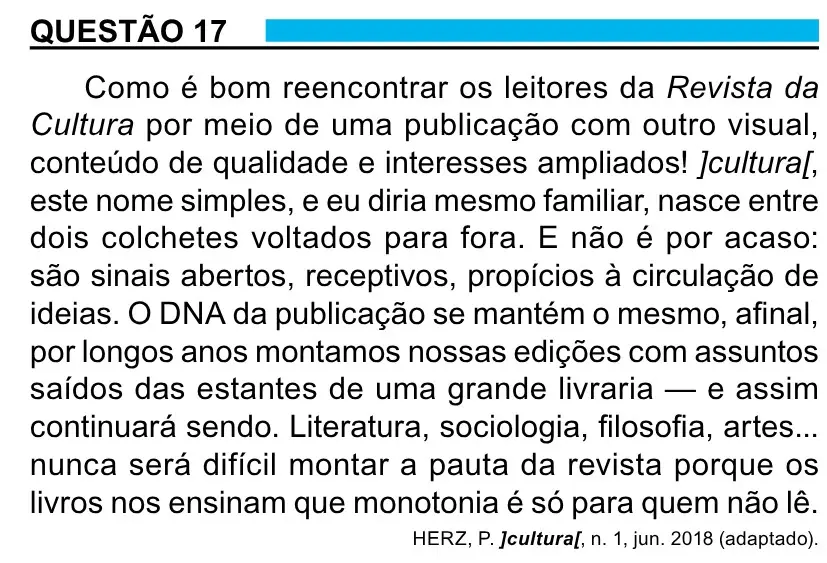 QUESTÃO 17
Como é bom reencontrar os leitores da Revista da
Cultura por meio de uma publicação com outro visual,
conteúdo de qualidade e interesses ampliados! ]cultura[,
este nome simples, e eu diria mesmo familiar, nasce entre
dois colchetes voltados para fora. E não é por acaso:
são sinais abertos, receptivos, propícios à circulação de
ideias. O DNA da publicação se mantém o mesmo, afinal,
por longos anos montamos nossas edições com assuntos
saídos das estantes de uma grande livraria — e assim
continuará sendo. Literatura, sociologia, filosofia, artes...
nunca será difícil montar a pauta da revista porque os
livros nos ensinam que monotonia é só para quem não lê.
HERZ, P. ]cultura[, n. 1, jun. 2018 (adaptado).